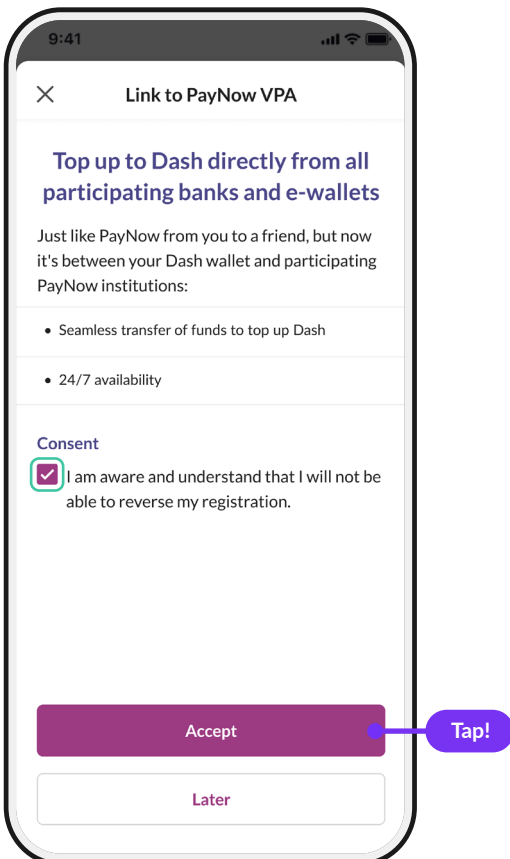 9:41
Link to PayNow VPA
Top up to Dash directly from all
participating banks and e-wallets
Just like PayNow from you to a friend, but now
it's between your Dash wallet and participating
PayNow institutions:
• Seamless transfer of funds to top up Dash
• 24/7 availability
Consent
I am aware and understand that I will not be
able to reverse my registration.
Accept
Tap!
Later